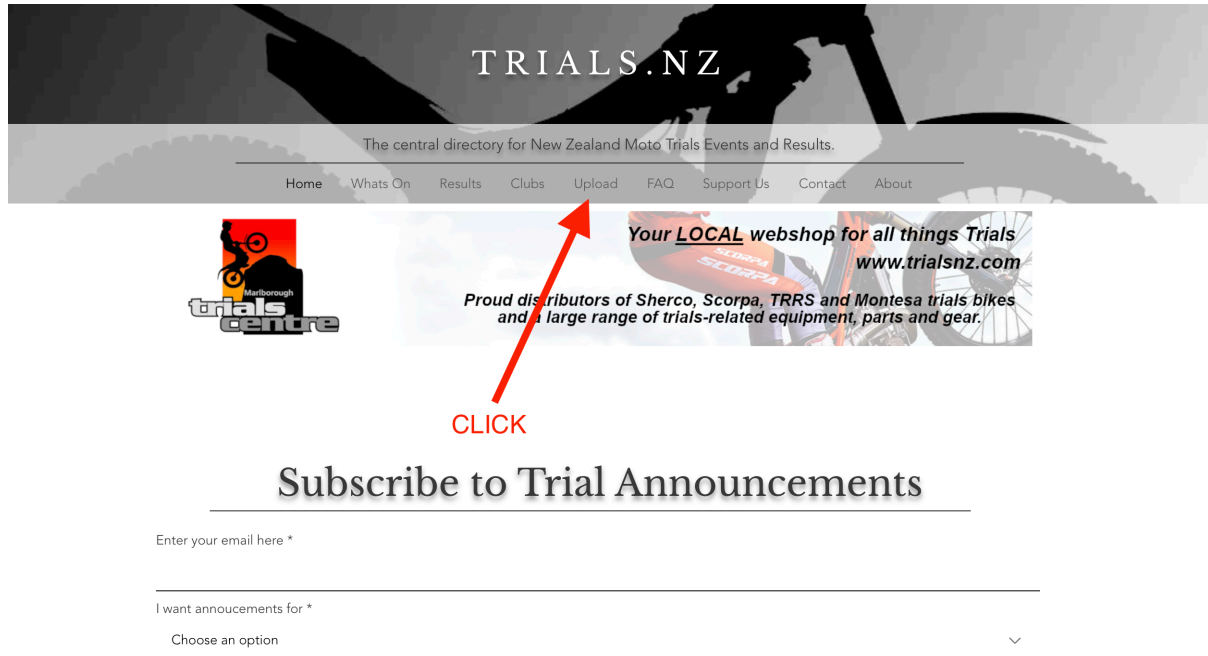 TRIALS.NZ
The central directory for New Zealand Moto Trials Events and Results.
Home Whats On Results Clubs Upload FAQ Support Us Contact About
Your LOCAL webshop for all things Trials
www.trialsnz.com
Marlborough
trials
centre
Proud distributors of Sherco, Scorpa, TRRS and Montesa trials bikes
and a large range of trials-related equipment, parts and gear.
SCORPA
SCORPA
CLICK
Subscribe to Trial Announcements
Enter your email here *
I want annoucements for *
Choose an option